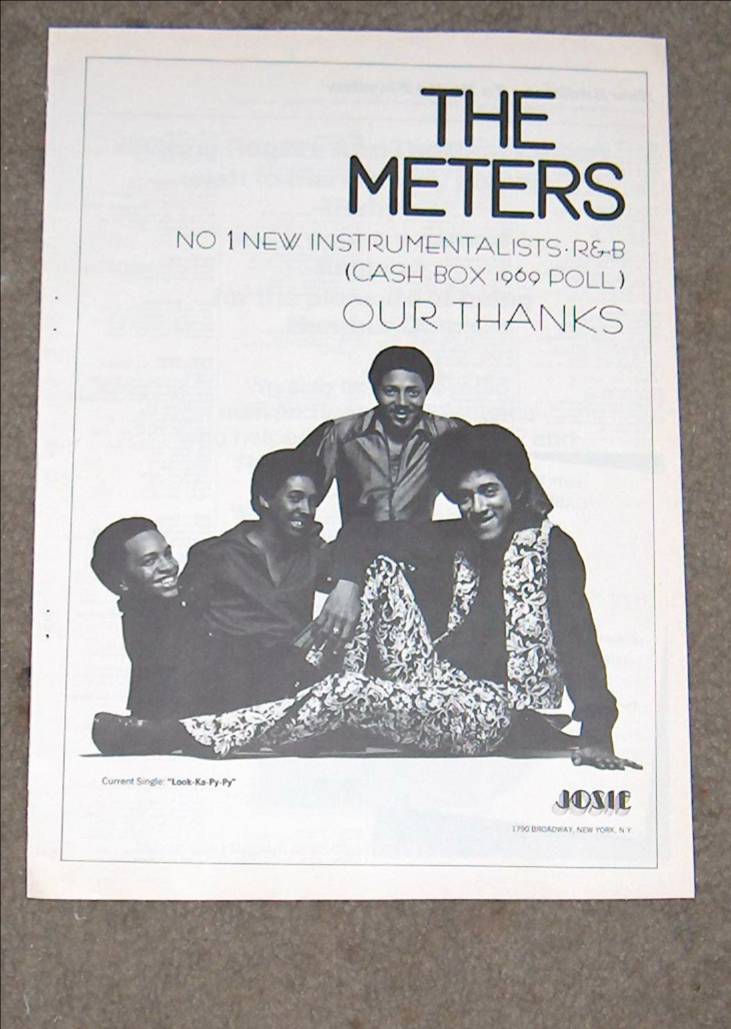 THE
METERS
NO 1 NEW INSTRUMENTALISTS·R&B
(CASH BOX 1969 POLL)
OUR THANKS
Current Single: "Look-Ka-Py-Py"
JOSIE
1790 BROADWAY, NEW YORK, N.Y.